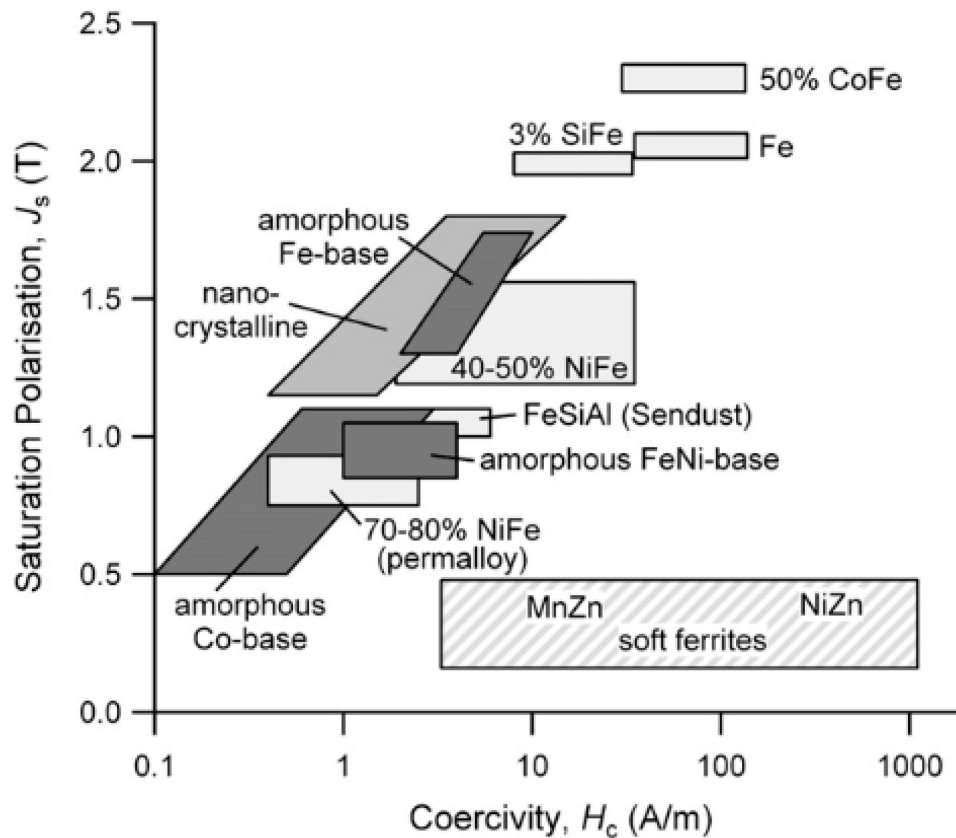 2.5
2.0
1.5
1.0
0.5
0.0
Saturation Polarisation, Js (T)
50% CoFe
3% SiFe
Fe
amorphous
Fe-base
nano-
crystalline
40-50% NiFe
FeSiAl (Sendust)
amorphous FeNi-base
70-80% NiFe
(permalloy)
amorphous
Co-base
MnZn
NiZn
soft ferrites
0.1
1
10
100
1000
Coercivity, Hc (A/m)